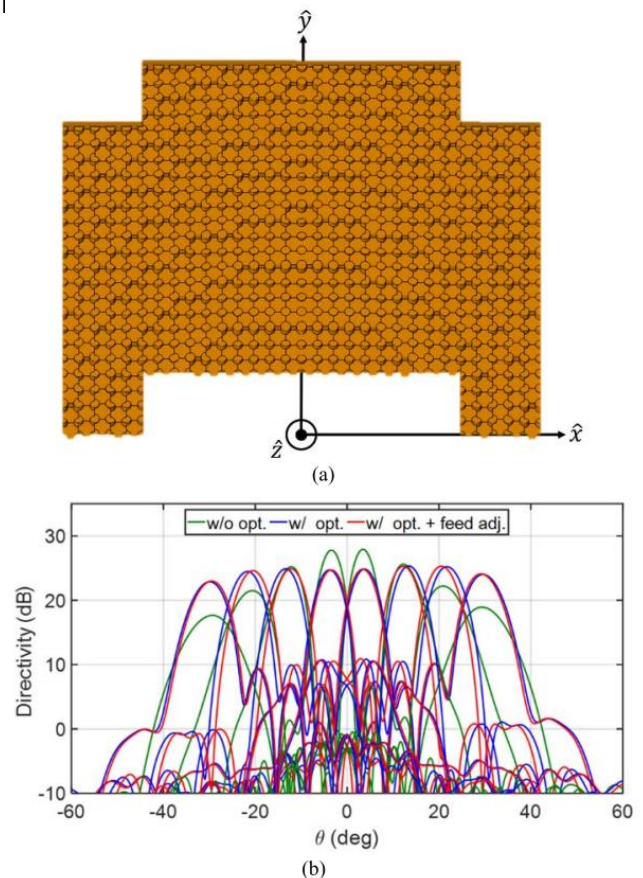 ŷ
ẑ
x̂
(a)
w/o opt. w/ opt. w/ opt. + feed adj.
30
20
10
0
-10
Directivity (dB)
-60 -40 -20 0 20 40 60
θ (deg)
(b)